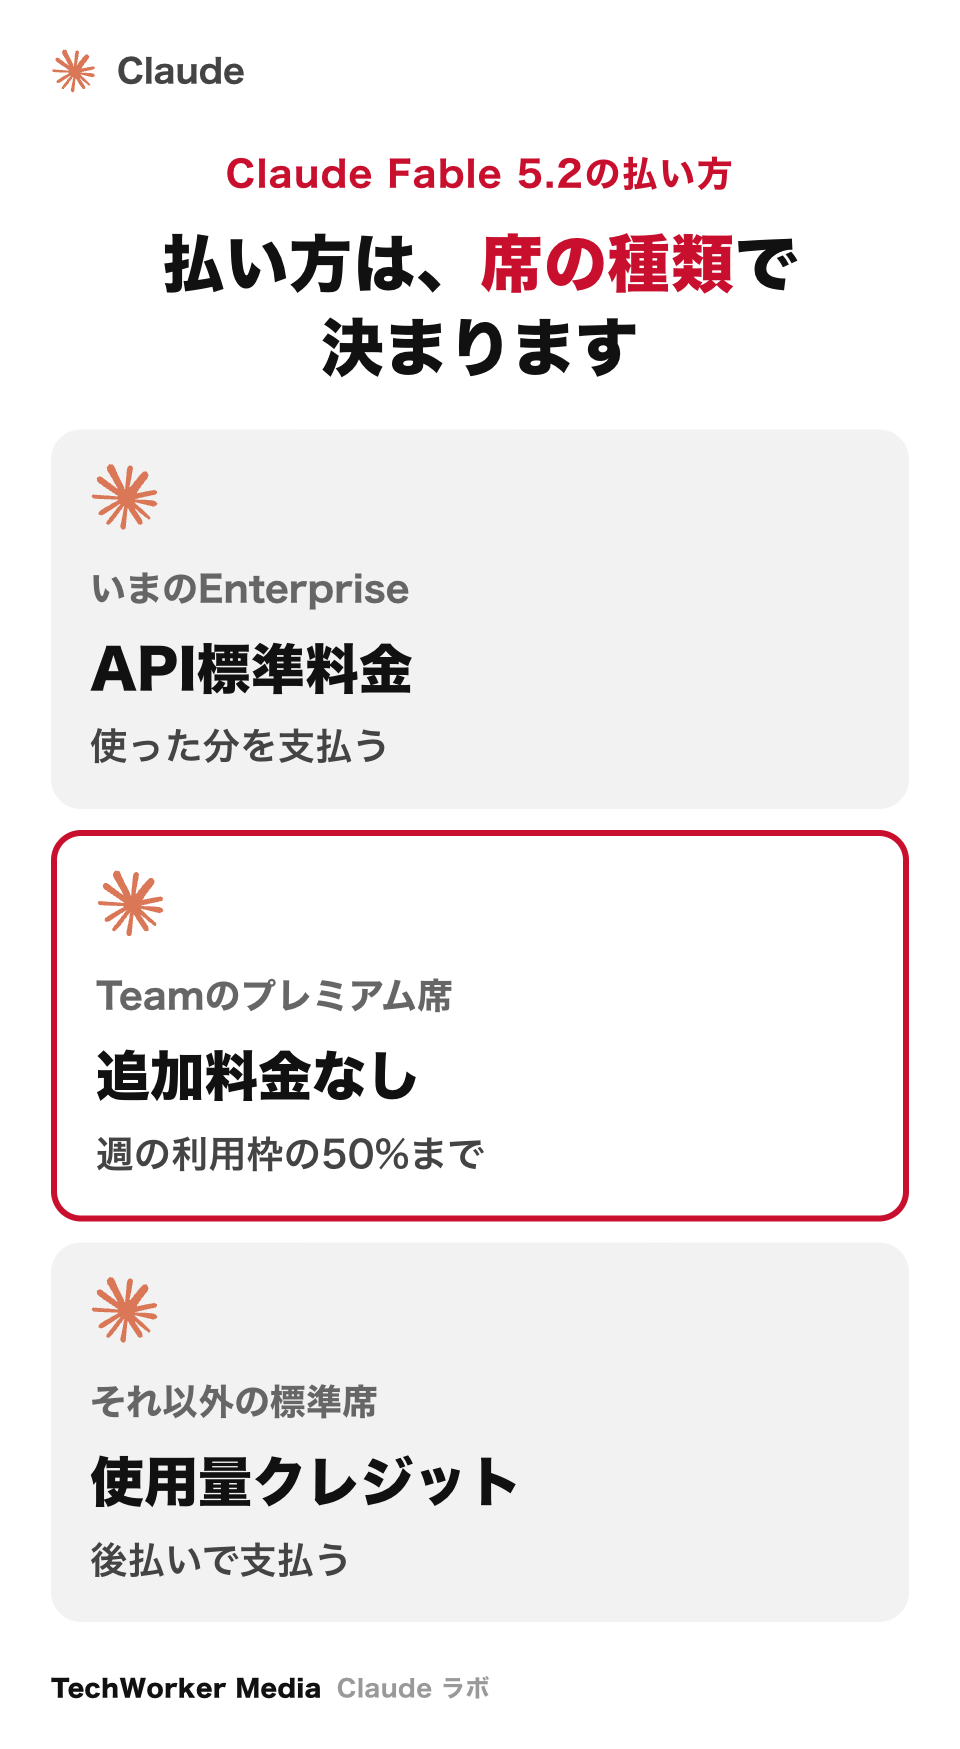 Claude
Claude Fable 5.2の払い方
払い方は、席の種類で
決まります
いまのEnterprise
API標準料金
使った分を支払う
Teamのプレミアム席
追加料金なし
週の利用枠の50%まで
それ以外の標準席
使用量クレジット
後払いで支払う
TechWorker Media Claude ラボ